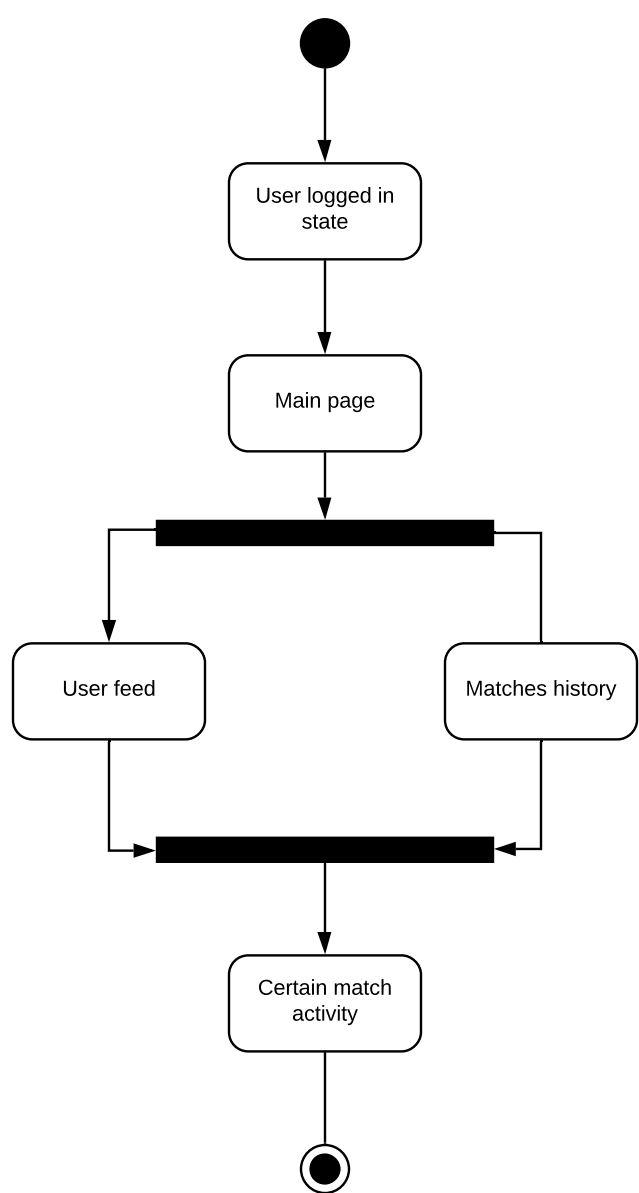 User logged in
state
Main page
User feed
Matches history
Certain match
activity